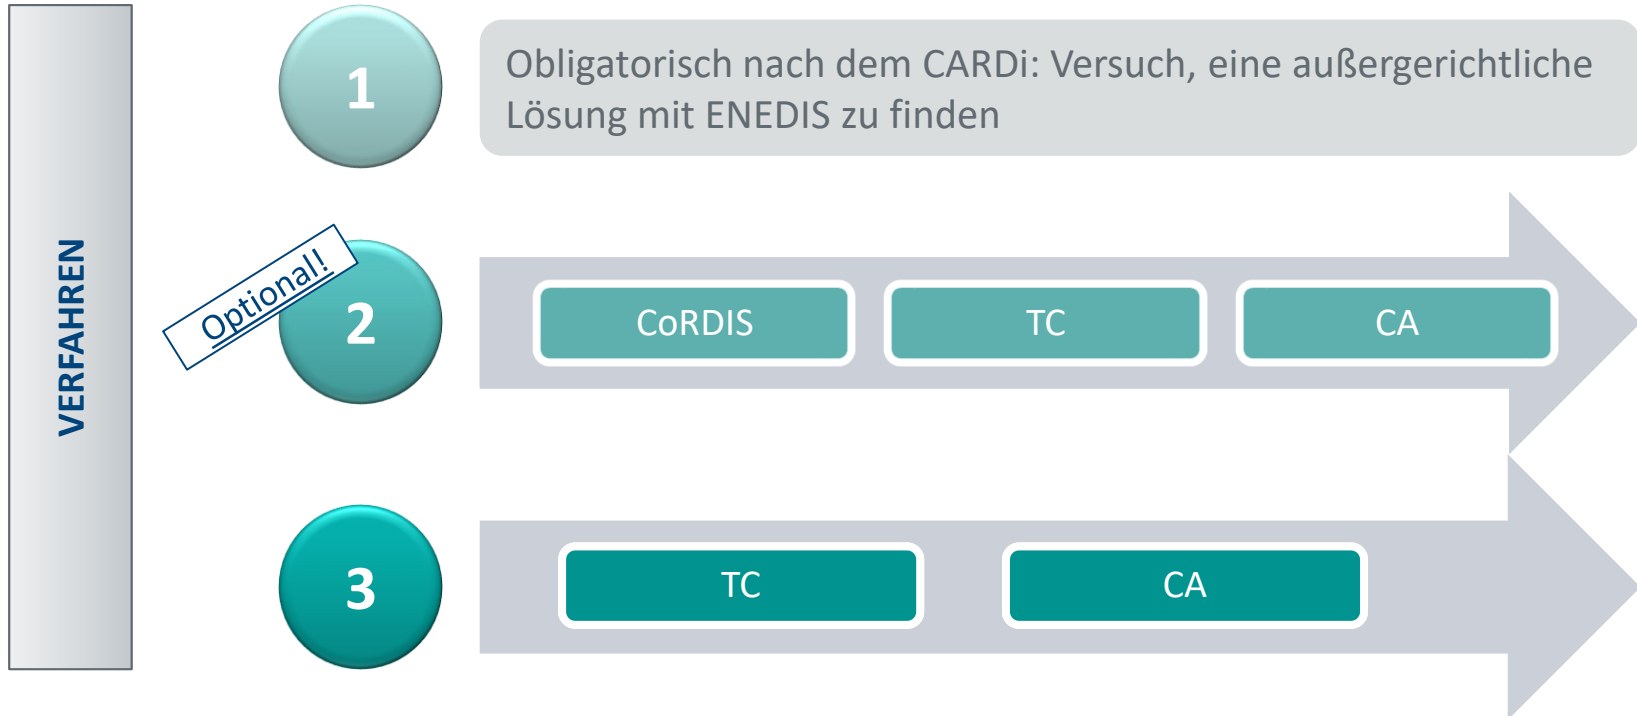 VERFAHREN
1
Obligatorisch nach dem CARDi: Versuch, eine außergerichtliche
Lösung mit ENEDIS zu finden
Optional!
2
CoRDIS
TC
CA
3
TC
CA